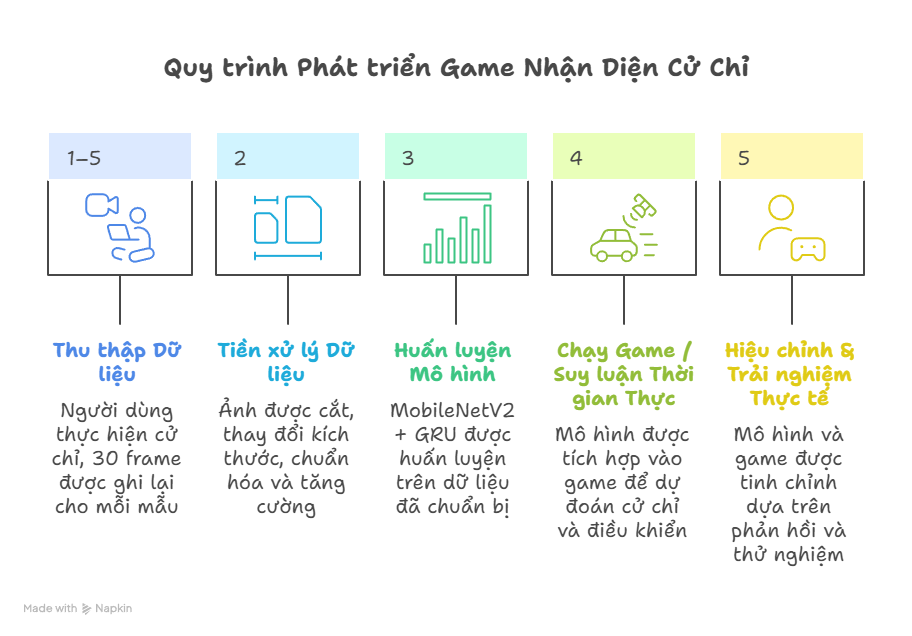 Quy trình Phát triển Game Nhận Diện Cử Chỉ
1–5
2
3
4
5
Thu thập Dữ
liệu
Người dùng
thực hiện cử
chỉ, 30 frame
được ghi lại
cho mỗi mẫu
Tiền xử lý Dữ
liệu
Ảnh được cắt,
thay đổi kích
thước, chuẩn
hóa và tăng
cường
Huấn luyện
Mô hình
MobileNetV2
+ GRU được
huấn luyện
trên dữ liệu
đã chuẩn bị
Chạy Game /
Suy luận Thời
gian Thực
Mô hình được
tích hợp vào
game để dự
đoán cử chỉ
và điều khiển
Hiệu chỉnh &
Trải nghiệm
Thực tế
Mô hình và
game được
tinh chỉnh
dựa trên
phản hồi và
thử nghiệm
Made with Napkin